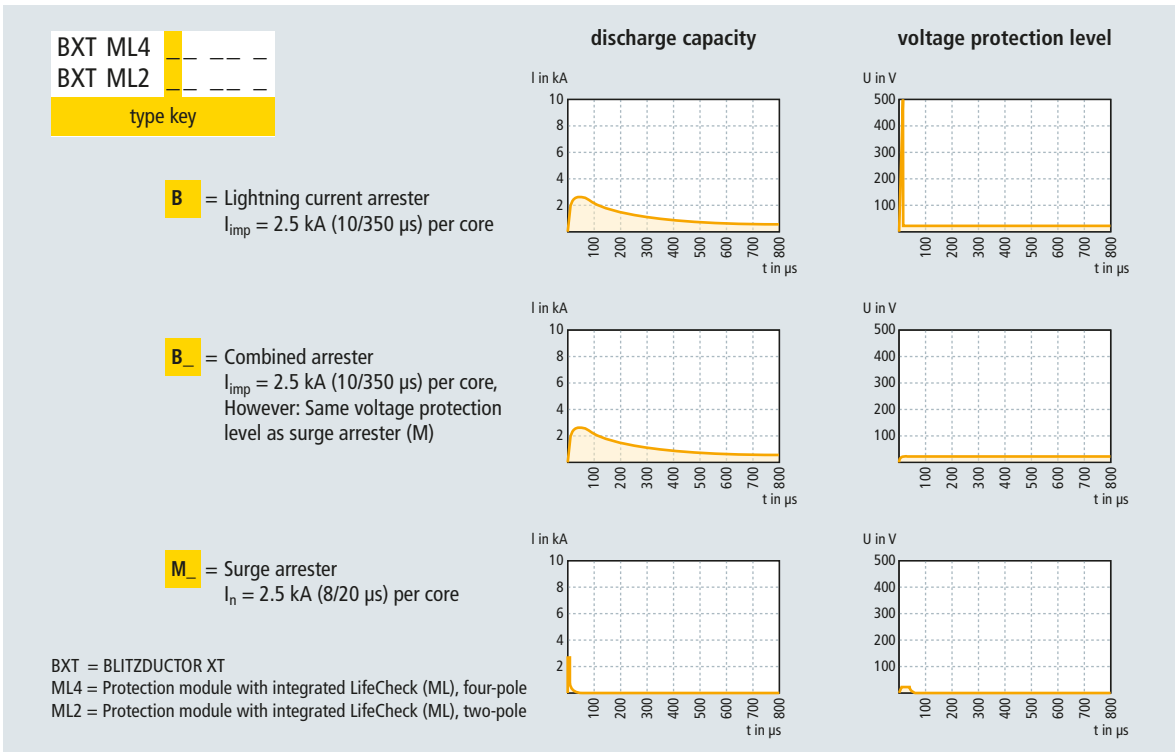 BXT ML4 _ _ _ _ _
BXT ML2 _ _ _ _ _
type key
discharge capacity
voltage protection level
B = Lightning current arrester
I_imp = 2.5 kA (10/350 µs) per core
I in kA
10
8
6
4
2
100 200 300 400 500 600 700 800
t in µs
U in V
500
400
300
200
100
100 200 300 400 500 600 700 800
t in µs
B_ = Combined arrester
I_imp = 2.5 kA (10/350 µs) per core,
However: Same voltage protection
level as surge arrester (M)
I in kA
10
8
6
4
2
100 200 300 400 500 600 700 800
t in µs
U in V
500
400
300
200
100
100 200 300 400 500 600 700 800
t in µs
M_ = Surge arrester
I_n = 2.5 kA (8/20 µs) per core
I in kA
10
8
6
4
2
100 200 300 400 500 600 700 800
t in µs
U in V
500
400
300
200
100
100 200 300 400 500 600 700 800
t in µs
BXT = BLITZDUCTOR XT
ML4 = Protection module with integrated LifeCheck (ML), four-pole
ML2 = Protection module with integrated LifeCheck (ML), two-pole